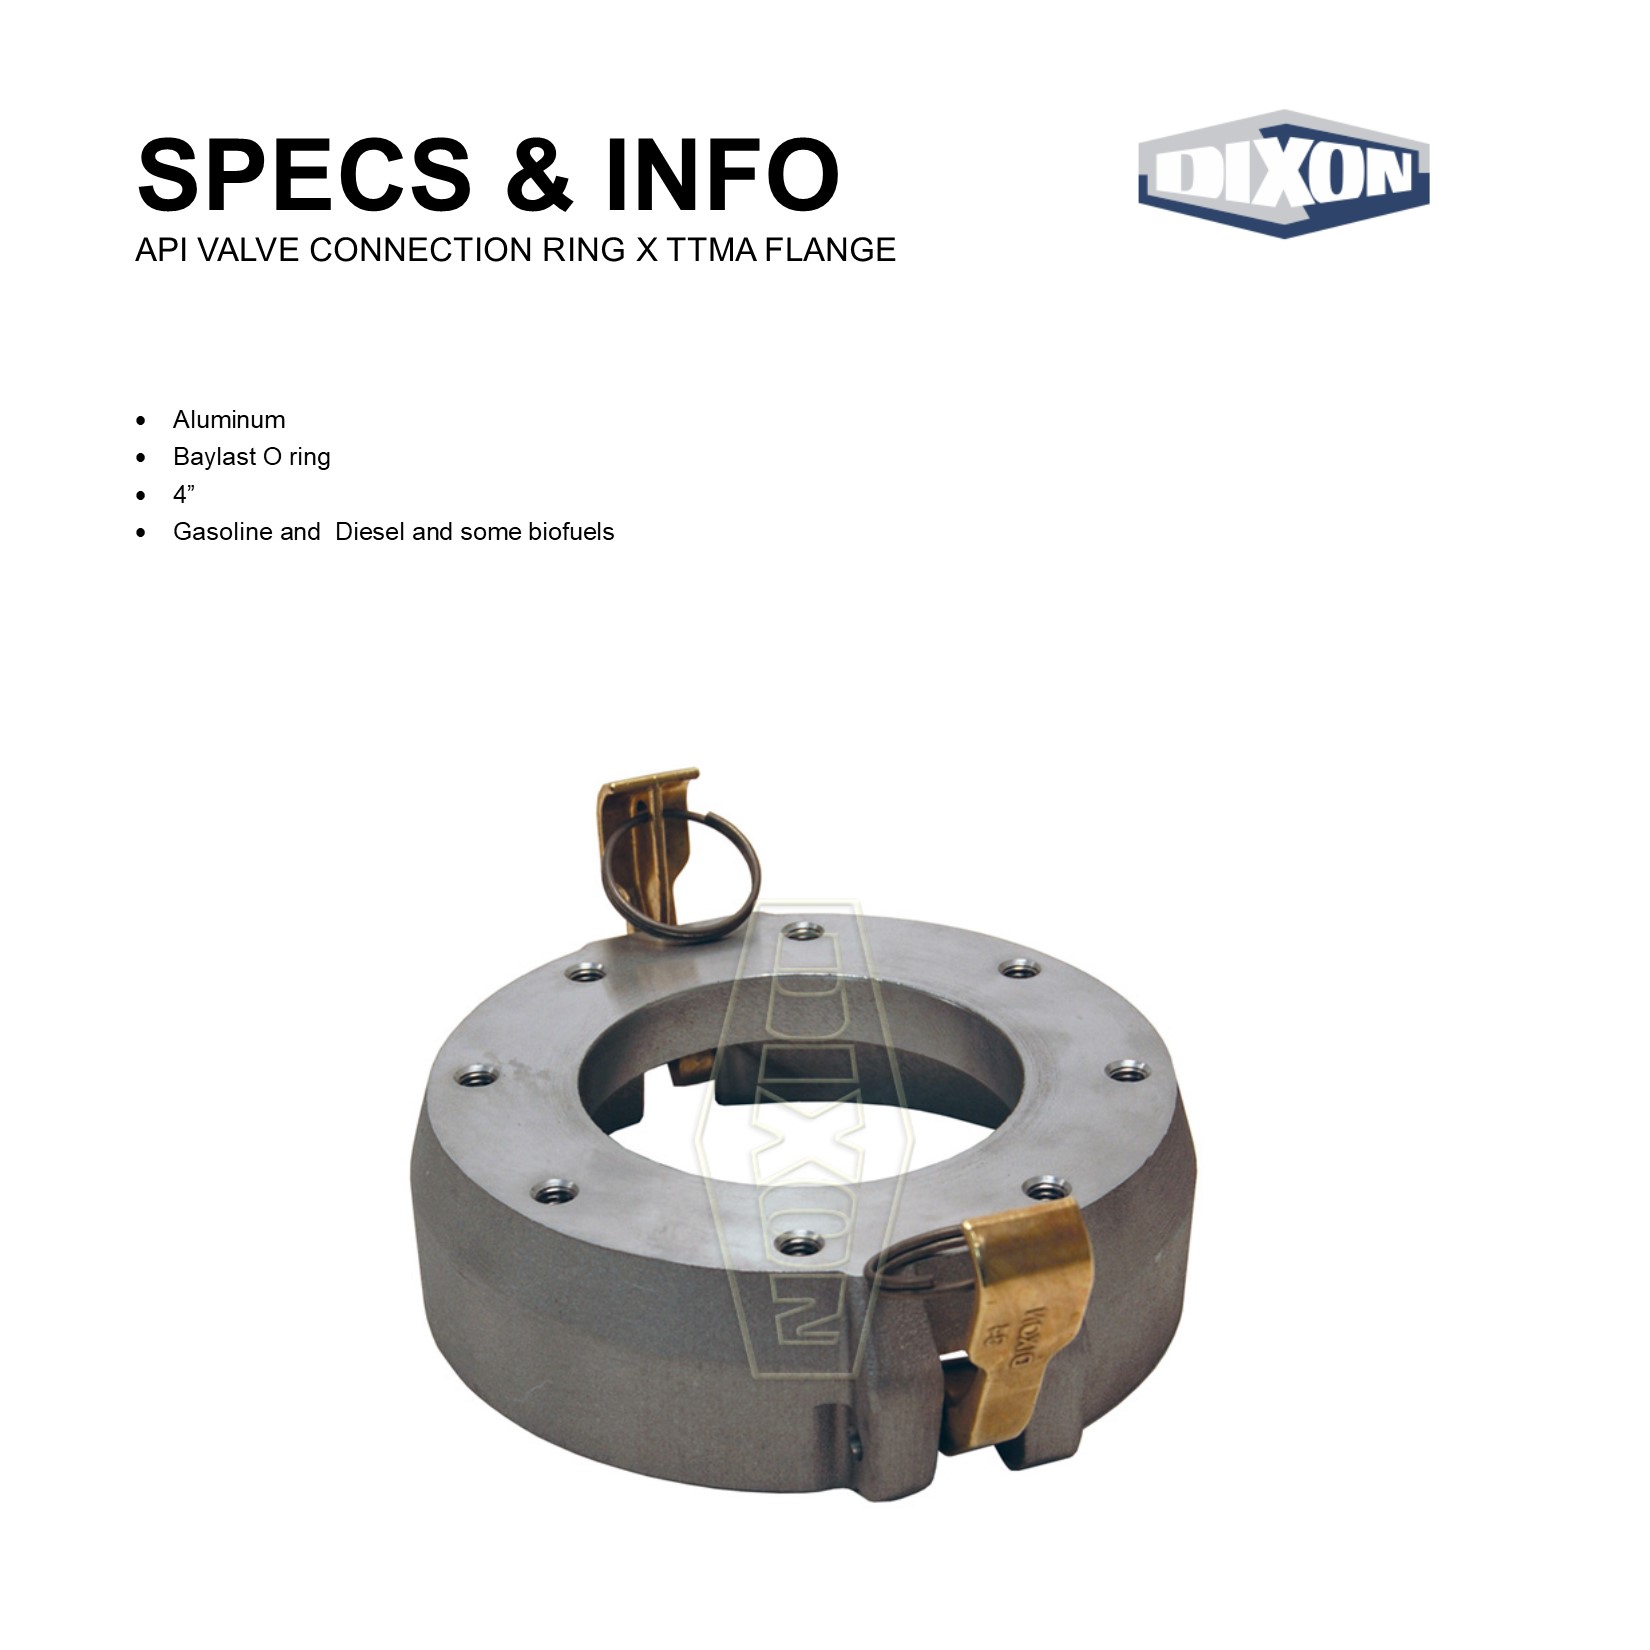 SPECS & INFO
API VALVE CONNECTION RING X TTMA FLANGE
DIXON
• Aluminum
• Baylast O ring
• 4”
• Gasoline and  Diesel and some biofuels
DIXON
DIXON